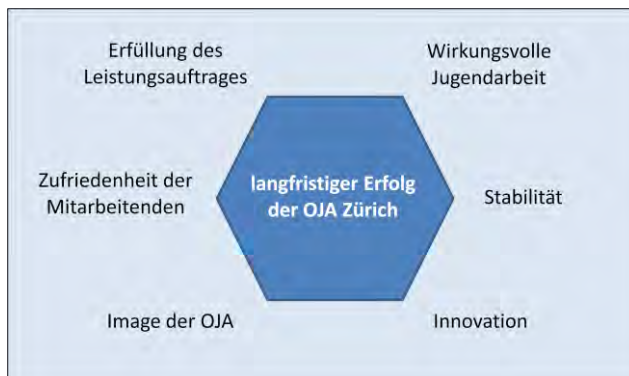 Erfüllung des
Leistungsauftrages
Wirkungsvolle
Jugendarbeit
Zufriedenheit der
Mitarbeitenden
langfristiger Erfolg
der OJA Zürich
Stabilität
Image der OJA
Innovation